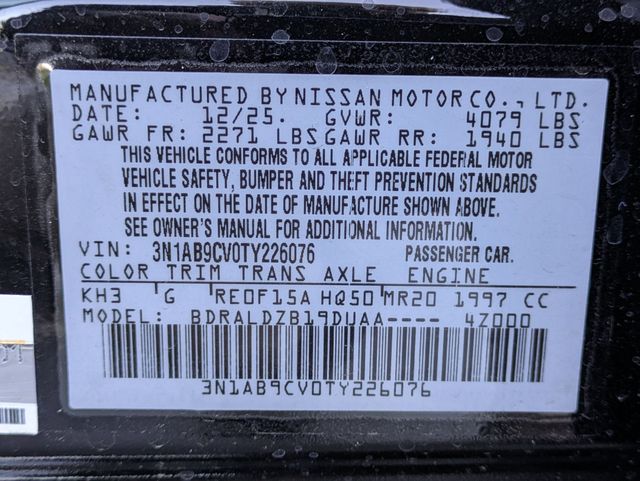 MANUFACTURED BY NISSAN MOTOR CO., LTD.
DATE: 12/25. GVWR: 4079 LBS
GAWR FR: 2271 LBS GAWR RR: 1940 LBS
THIS VEHICLE CONFORMS TO ALL APPLICABLE FEDERAL MOTOR
VEHICLE SAFETY, BUMPER AND THEFT PREVENTION STANDARDS
IN EFFECT ON THE DATE OF MANUFACTURE SHOWN ABOVE.
SEE OWNER'S MANUAL FOR ADDITIONAL INFORMATION.
VIN: 3N1AB9CV0TY226076 PASSENGER CAR.
COLOR TRIM TRANS AXLE ENGINE
KH3 G RE0F15A HQ50 MR20 1997 CC
MODEL: BDRALDZB19DUAA---- 4Z000
3N1AB9CV0TY226076